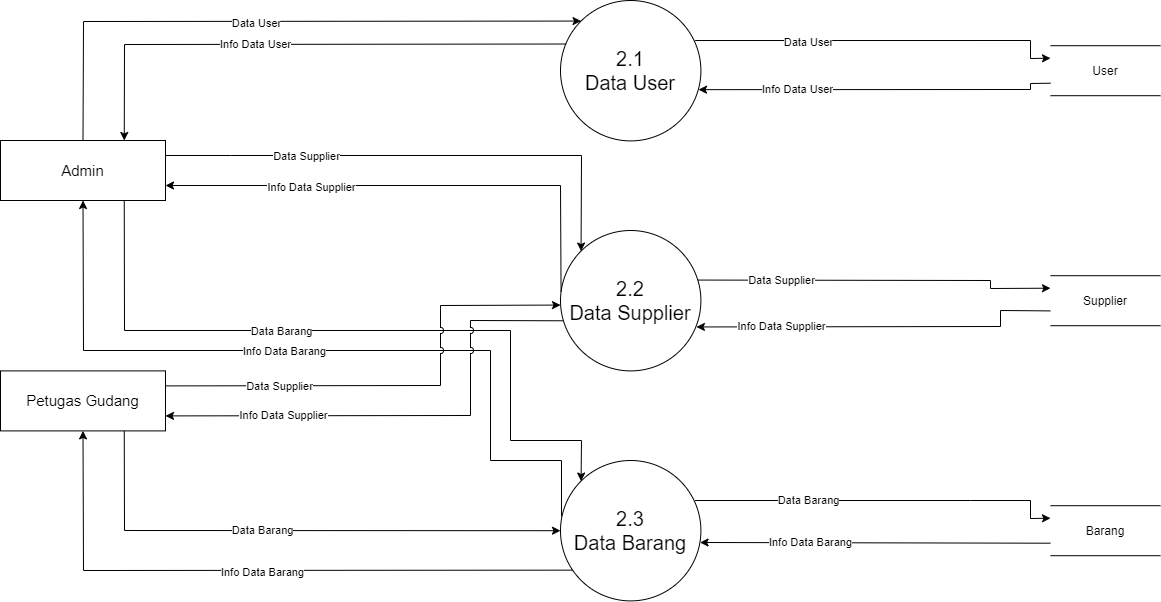 Data User
Info Data User
2.1
Data User
Data User
Info Data User
User
Admin
Data Supplier
Info Data Supplier
2.2
Data Supplier
Data Supplier
Info Data Supplier
Supplier
Data Barang
Info Data Barang
Petugas Gudang
Data Supplier
Info Data Supplier
2.3
Data Barang
Data Barang
Info Data Barang
Barang
Data Barang
Info Data Barang